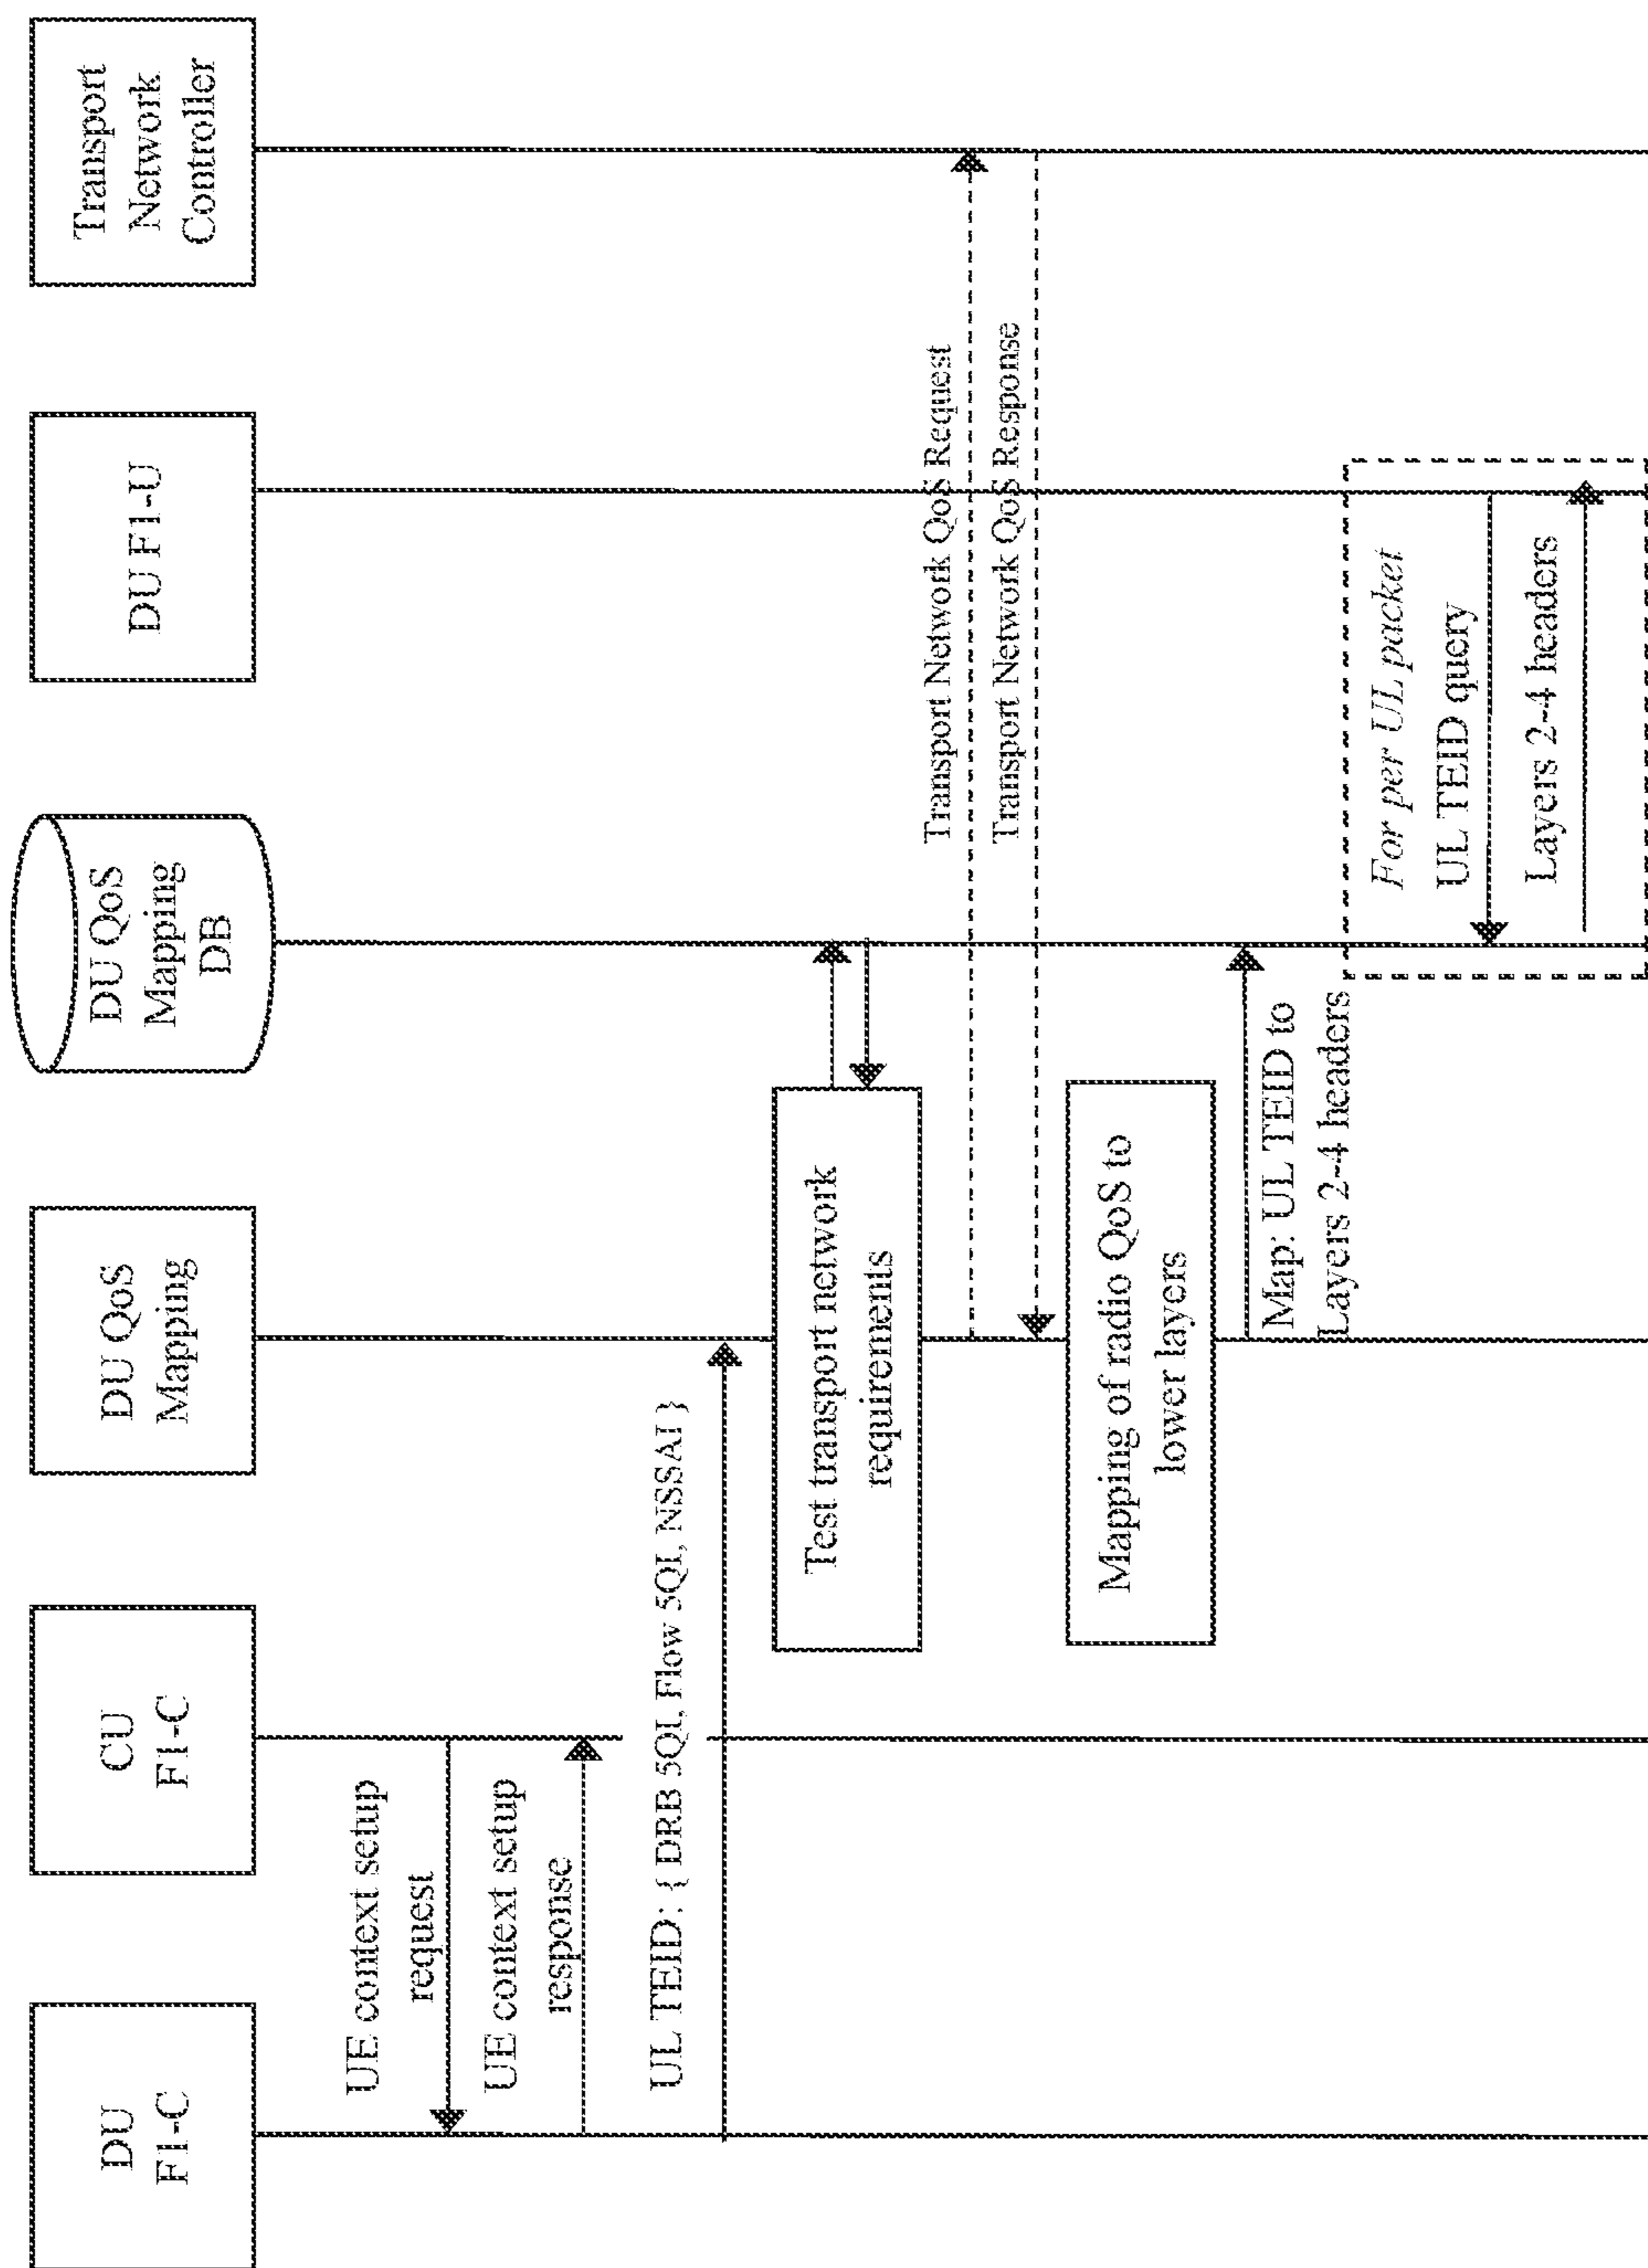 DU
F1-C
CU
F1-C
DU QoS
Mapping
DU QoS
Mapping
DB
DU F1-U
Transport
Network
Controller
UE context setup
request
UE context setup
response
UL TEID: { DRB 5QI, Flow 5QI, NSSAI }
Test transport network
requirements
Transport Network QoS Request
Transport Network QoS Response
Mapping of radio QoS to
lower layers
Map: UL TEID to
Layers 2-4 headers
For per UL packet
UL TEID query
Layers 2-4 headers